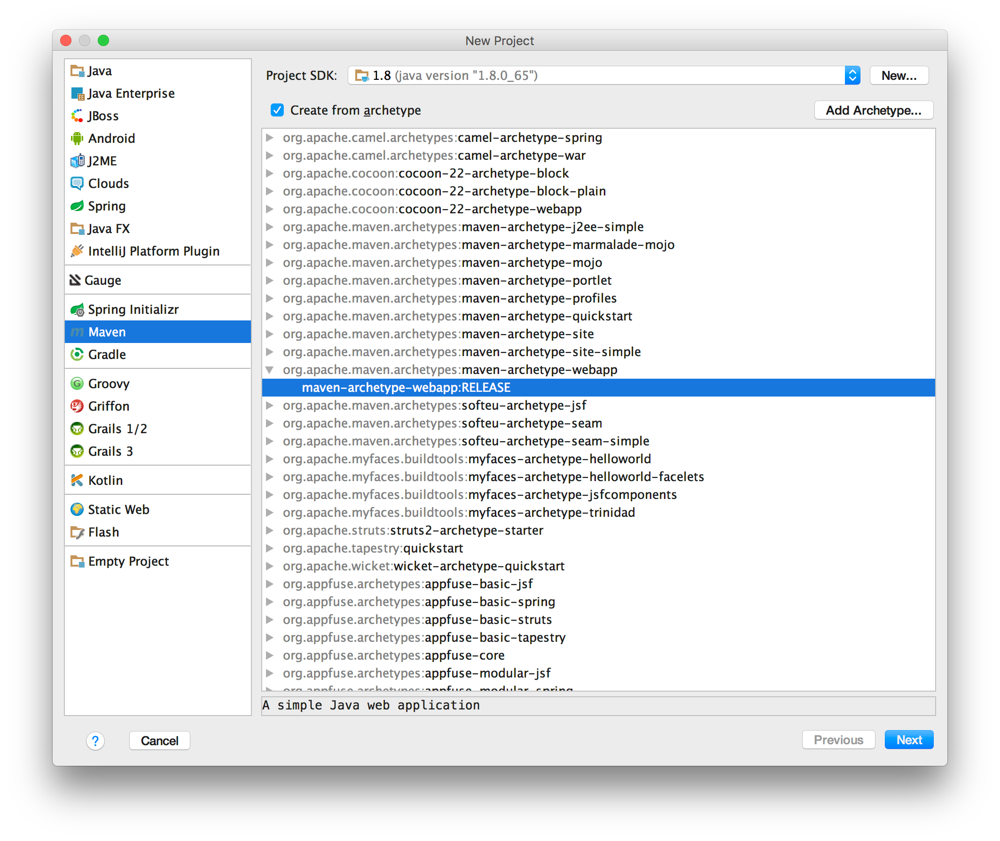 New Project
Java
Java Enterprise
JBoss
Android
J2ME
Clouds
Spring
Java FX
IntelliJ Platform Plugin
Gauge
Spring Initializr
Maven
Gradle
Groovy
Griffon
Grails 1/2
Grails 3
Kotlin
Static Web
Flash
Empty Project
Project SDK: 1.8 (java version "1.8.0_65") New...
Create from archetype Add Archetype...
org.apache.camel.archetypes:camel-archetype-spring
org.apache.camel.archetypes:camel-archetype-war
org.apache.cocoon:cocoon-22-archetype-block
org.apache.cocoon:cocoon-22-archetype-block-plain
org.apache.cocoon:cocoon-22-archetype-webapp
org.apache.maven.archetypes:maven-archetype-j2ee-simple
org.apache.maven.archetypes:maven-archetype-marmalade-mojo
org.apache.maven.archetypes:maven-archetype-mojo
org.apache.maven.archetypes:maven-archetype-portlet
org.apache.maven.archetypes:maven-archetype-profiles
org.apache.maven.archetypes:maven-archetype-quickstart
org.apache.maven.archetypes:maven-archetype-site
org.apache.maven.archetypes:maven-archetype-site-simple
org.apache.maven.archetypes:maven-archetype-webapp
maven-archetype-webapp:RELEASE
org.apache.maven.archetypes:softeu-archetype-jsf
org.apache.maven.archetypes:softeu-archetype-seam
org.apache.maven.archetypes:softeu-archetype-seam-simple
org.apache.myfaces.buildtools:myfaces-archetype-helloworld
org.apache.myfaces.buildtools:myfaces-archetype-helloworld-facelets
org.apache.myfaces.buildtools:myfaces-archetype-jsfcomponents
org.apache.myfaces.buildtools:myfaces-archetype-trinidad
org.apache.struts:struts2-archetype-starter
org.apache.tapestry:quickstart
org.apache.wicket:wicket-archetype-quickstart
org.appfuse.archetypes:appfuse-basic-jsf
org.appfuse.archetypes:appfuse-basic-spring
org.appfuse.archetypes:appfuse-basic-struts
org.appfuse.archetypes:appfuse-basic-tapestry
org.appfuse.archetypes:appfuse-core
org.appfuse.archetypes:appfuse-modular-jsf
org.appfuse.archetypes:appfuse-modular-spring
A simple Java web application
? Cancel Previous Next